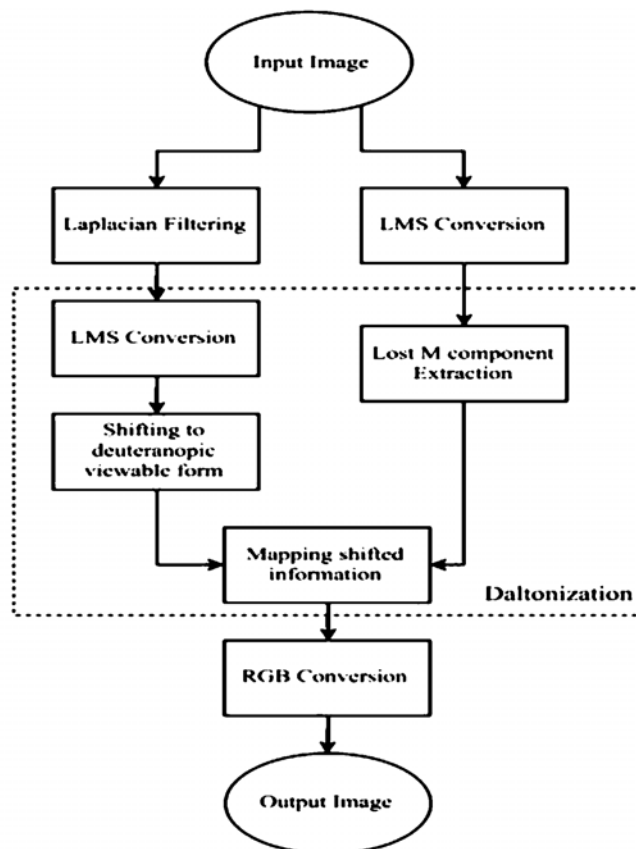 Input Image
Laplacian Filtering
LMS Conversion
LMS Conversion
Lost M component
Extraction
Shifting to
deuteranopic
viewable form
Mapping shifted
information
Daltonization
RGB Conversion
Output Image